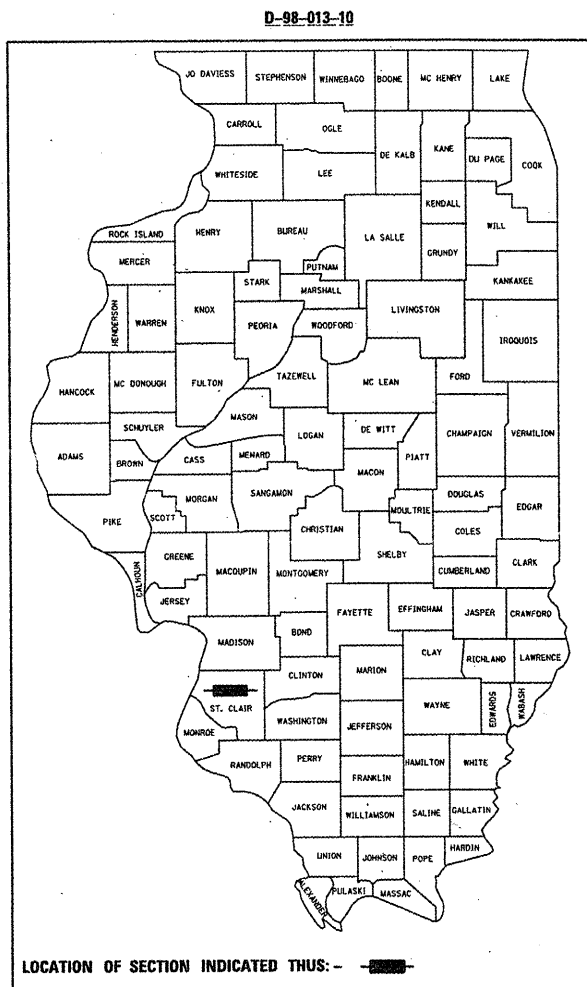 D-98-013-10
JO DAVIESS
STEPHENSON
WINNEBAGO
BOONE
MC HENRY
LAKE
CARROLL
OGLE
DE KALB
KANE
DU PAGE
COOK
WHITESIDE
LEE
KENDALL
WILL
ROCK ISLAND
HENRY
BUREAU
LA SALLE
GRUNDY
MERCER
PUTNAM
KANKAKEE
STARK
MARSHALL
HENDERSON
WARREN
KNOX
PEORIA
WOODFORD
LIVINGSTON
IROQUOIS
HANCOCK
MC DONOUGH
FULTON
TAZEWELL
MC LEAN
FORD
SCHUYLER
MASON
LOGAN
DE WITT
CHAMPAIGN
VERMILION
ADAMS
BROWN
CASS
MENARD
MACON
PIATT
PIKE
SCOTT
MORGAN
SANGAMON
CHRISTIAN
MOULTRIE
DOUGLAS
EDGAR
COLES
CALHOUN
GREENE
MACOUPIN
MONTGOMERY
SHELBY
CUMBERLAND
CLARK
JERSEY
FAYETTE
EFFINGHAM
JASPER
CRAWFORD
MADISON
BOND
CLAY
RICHLAND
LAWRENCE
CLINTON
MARION
ST. CLAIR
WASHINGTON
WAYNE
EDWARDS
WABASH
MONROE
JEFFERSON
RANDOLPH
PERRY
FRANKLIN
HAMILTON
WHITE
JACKSON
WILLIAMSON
SALINE
GALLATIN
UNION
JOHNSON
POPE
HARDIN
ALEXANDER
PULASKI
MASSAC
LOCATION OF SECTION INDICATED THUS: -